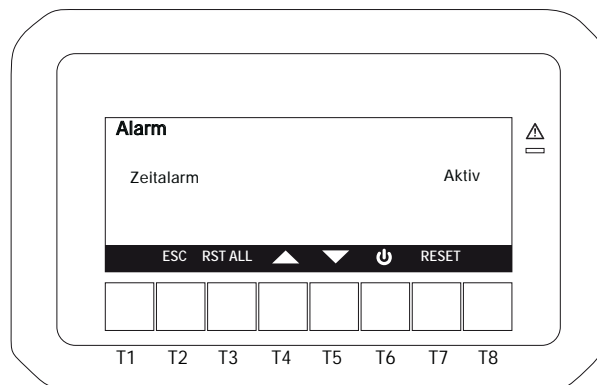 Alarm
Zeitalarm Aktiv
ESC RST ALL RESET
T1 T2 T3 T4 T5 T6 T7 T8